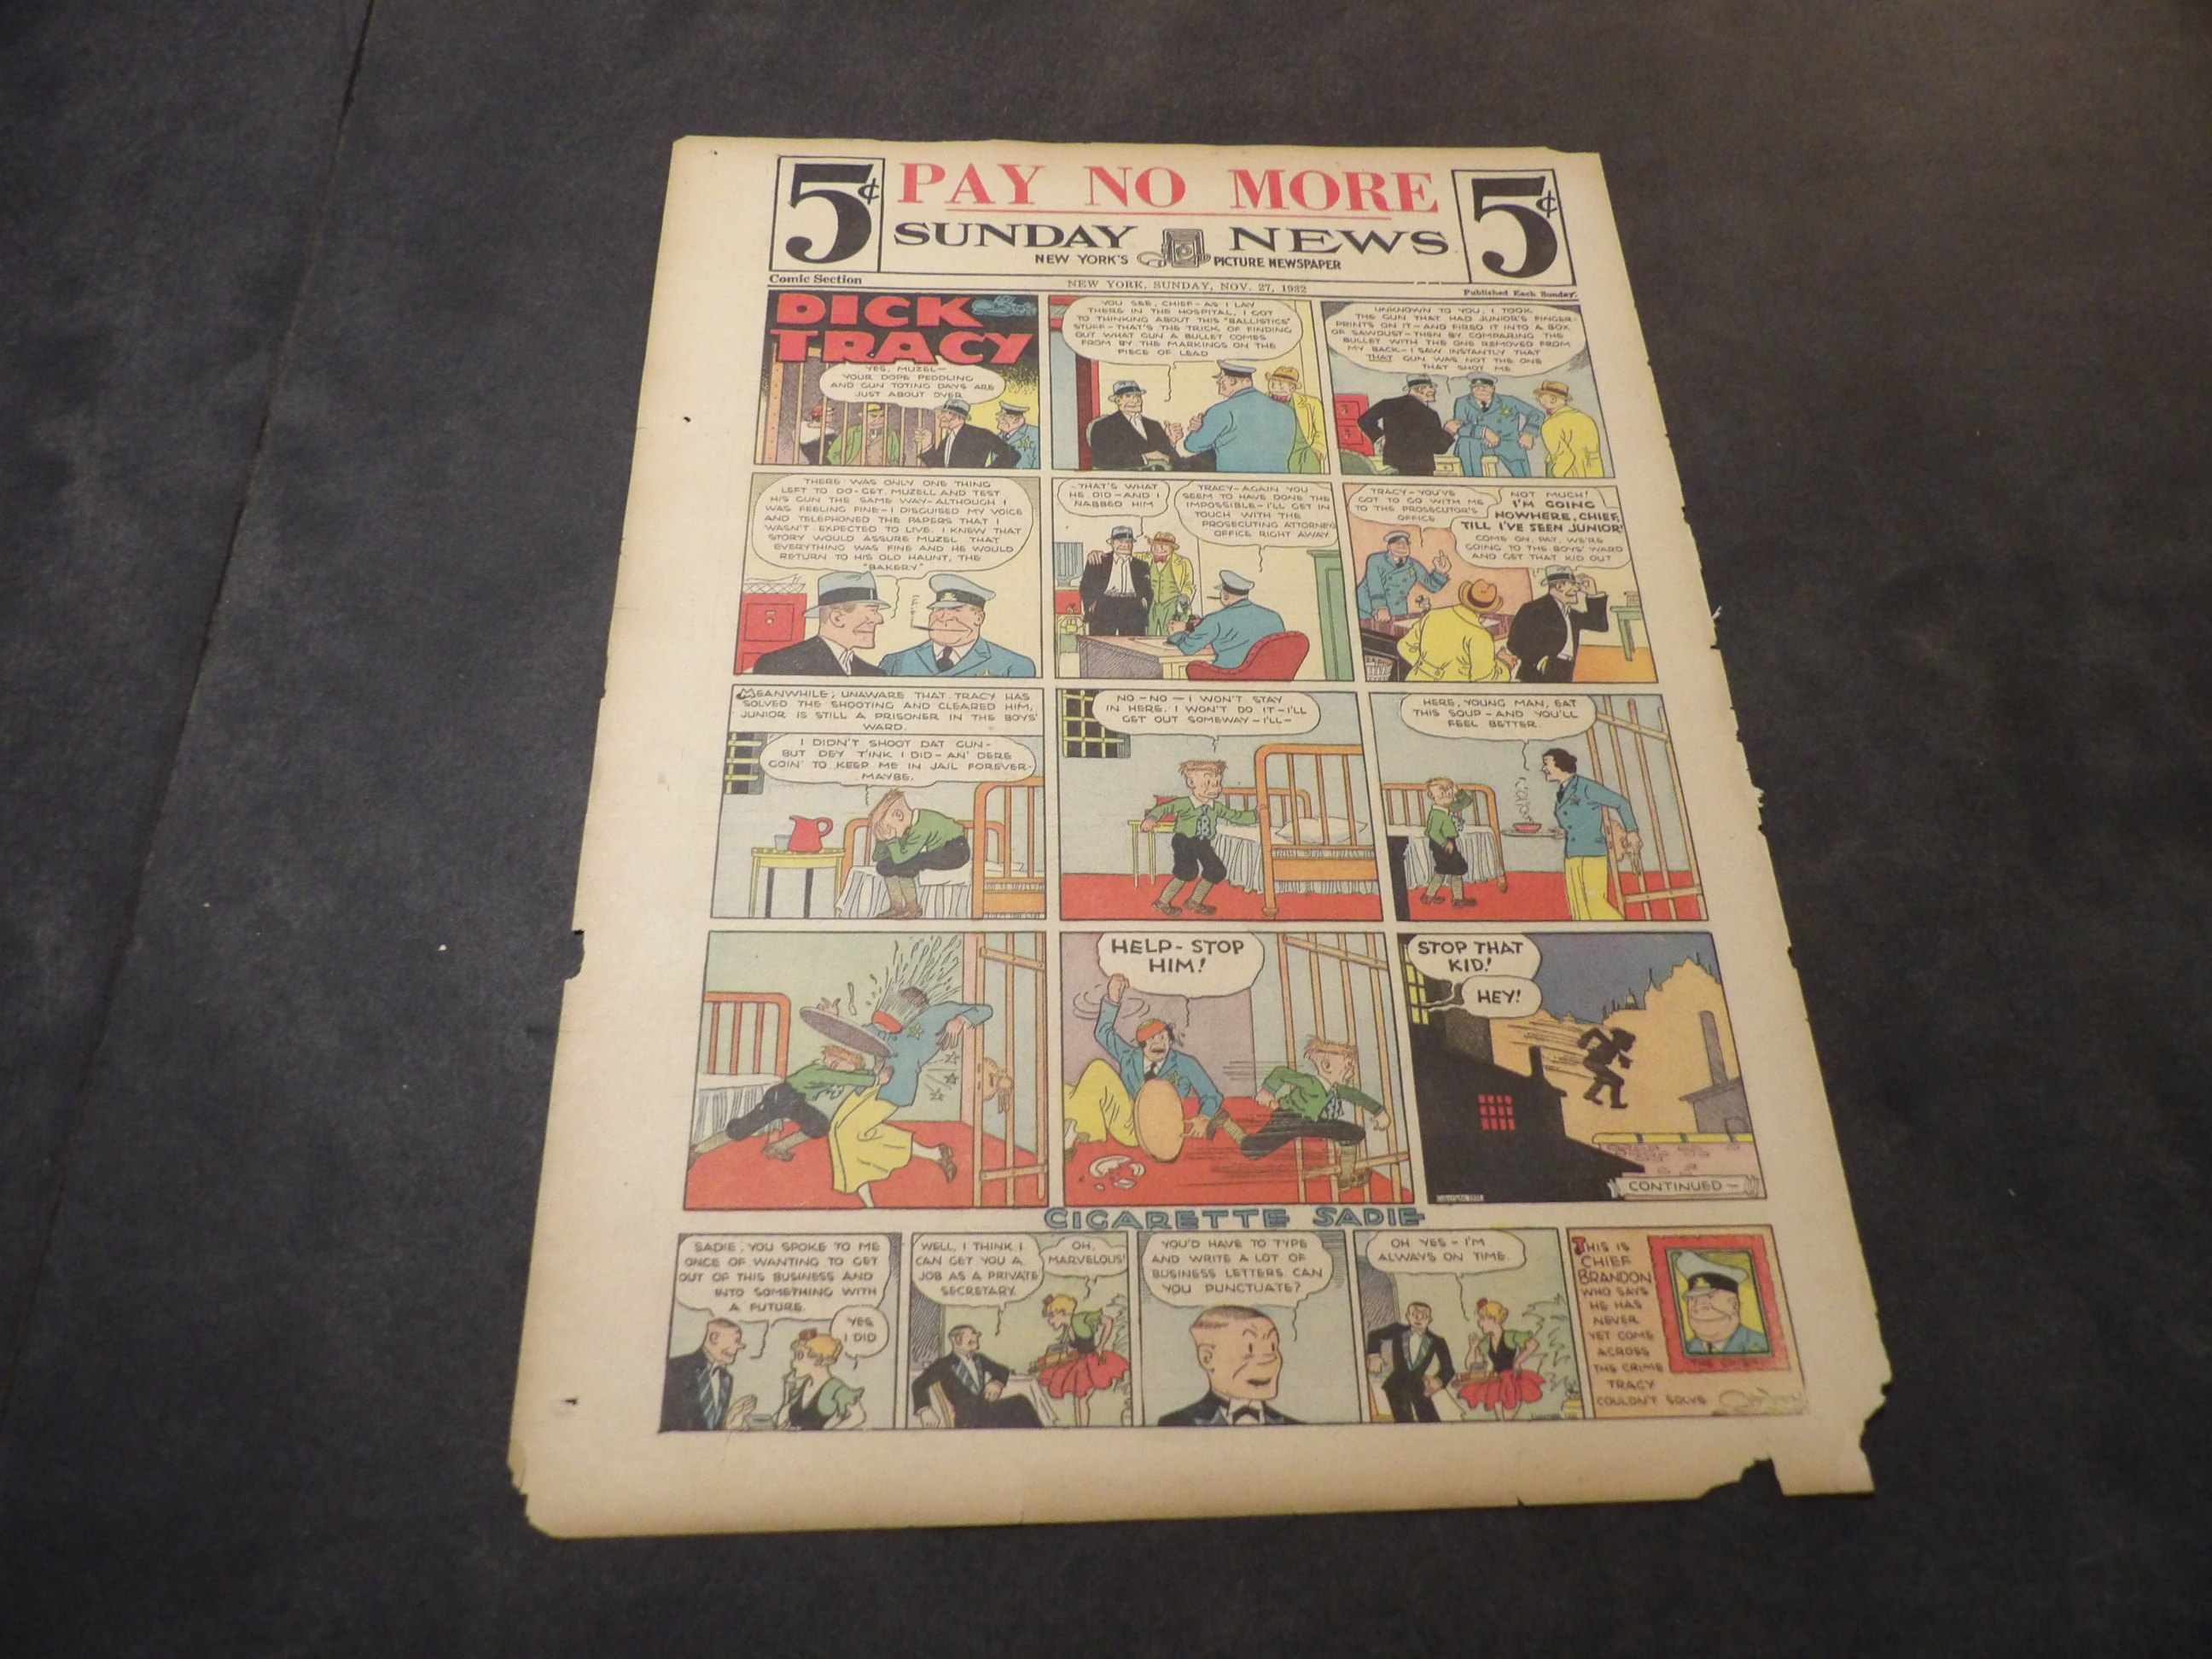 5¢
PAY NO MORE
5¢
SUNDAY NEWS
NEW YORK'S PICTURE NEWSPAPER
Comic Section
NEW YORK, SUNDAY, NOV. 27, 1932
Published Each Sunday.
DICK
TRACY
YES, MUZEL—
YOUR DOPE PEDDLING
AND GUN TOTING DAYS ARE
JUST ABOUT OVER
YOU SEE, CHIEF - AS I LAY
THERE IN THE HOSPITAL, I GOT
TO THINKING ABOUT THIS "BALLISTICS"
STUFF - THAT'S THE TRICK OF FINDING
OUT WHAT GUN A BULLET COMES
FROM BY THE MARKINGS ON THE
PIECE OF LEAD
UNKNOWN TO YOU, I TOOK
THE GUN THAT HAD JUNIOR'S FINGER-
PRINTS ON IT - AND FIRED IT INTO A BOX
OF SAWDUST - THEN BY COMPARING THE
BULLET WITH THE ONE REMOVED FROM
MY BACK - I SAW INSTANTLY THAT
THAT GUN WAS NOT THE ONE
THAT SHOT ME.
THERE WAS ONLY ONE THING
LEFT TO DO - GET MUZELL AND TEST
HIS GUN THE SAME WAY - ALTHOUGH I
WAS FEELING FINE - I DISGUISED MY VOICE
AND TELEPHONED THE PAPERS THAT I
WASN'T EXPECTED TO LIVE. I KNEW THAT
STORY WOULD ASSURE MUZEL THAT
EVERYTHING WAS FINE AND HE WOULD
RETURN TO HIS OLD HAUNT, THE
"BAKERY"
-THAT'S WHAT
HE DID - AND I
NABBED HIM
TRACY - AGAIN YOU
SEEM TO HAVE DONE THE
IMPOSSIBLE - I'LL GET IN
TOUCH WITH THE
PROSECUTING ATTORNEY'S
OFFICE RIGHT AWAY.
TRACY - YOU'VE
GOT TO GO WITH ME
TO THE PROSECUTOR'S
OFFICE.
NOT MUCH!
I'M GOING
NOWHERE, CHIEF,
TILL I'VE SEEN JUNIOR!
COME ON, PAT. WE'RE
GOING TO THE BOYS' WARD
AND GET THAT KID OUT
MEANWHILE; UNAWARE THAT TRACY HAS
SOLVED THE SHOOTING AND CLEARED HIM,
JUNIOR IS STILL A PRISONER IN THE BOYS'
WARD.
I DIDN'T SHOOT DAT GUN -
BUT DEY T'INK I DID - AN' DERE
GOIN' TO KEEP ME IN JAIL FOREVER-
MAYBE.
NO - NO — I WON'T STAY
IN HERE. I WON'T DO IT - I'LL
GET OUT SOMEWAY - I'LL -
HERE, YOUNG MAN, EAT
THIS SOUP - AND YOU'LL
FEEL BETTER.
HELP - STOP
HIM!
STOP THAT
KID!
HEY!
CONTINUED —
CIGARETTE SADIE
SADIE, YOU SPOKE TO ME
ONCE OF WANTING TO GET
OUT OF THIS BUSINESS AND
INTO SOMETHING WITH
A FUTURE.
YES
I DID
WELL, I THINK I
CAN GET YOU A
JOB AS A PRIVATE
SECRETARY.
OH,
MARVELOUS!
YOU'D HAVE TO TYPE
AND WRITE A LOT OF
BUSINESS LETTERS. CAN
YOU PUNCTUATE?
OH YES - I'M
ALWAYS ON TIME.
THIS IS
CHIEF
BRANDON
WHO SAYS
HE HAS
NEVER
YET COME
ACROSS
THE CRIME
TRACY
COULDN'T SOLVE
THE CHIEF